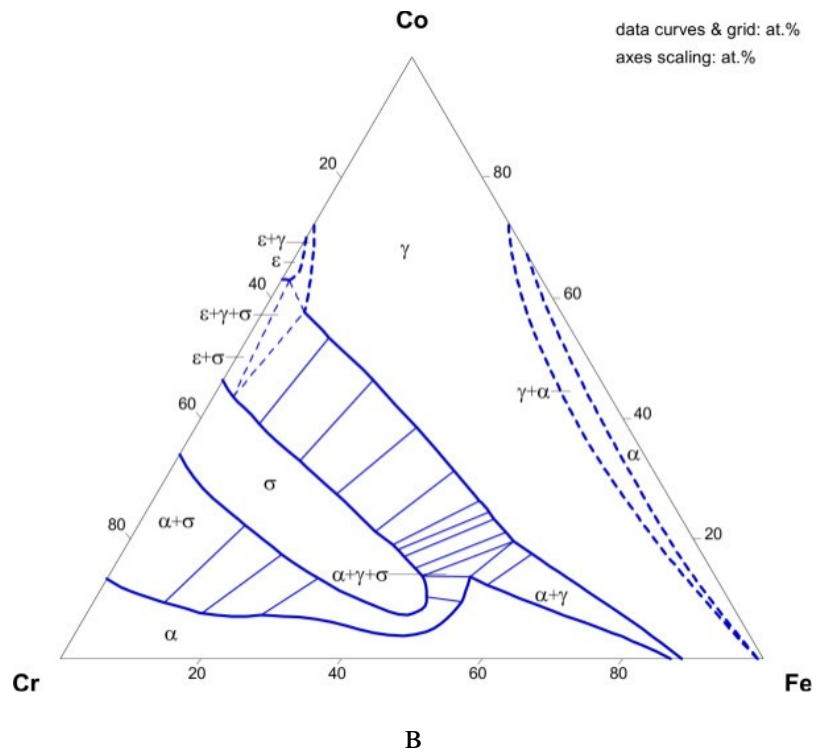 Co
data curves & grid: at.%
axes scaling: at.%
20
80
ε+γ
γ
ε
40
60
ε+γ+σ
ε+σ
γ+α
60
40
α
σ
80
α+σ
20
α+γ+σ
α+γ
α
Cr
20
40
60
80
Fe
B